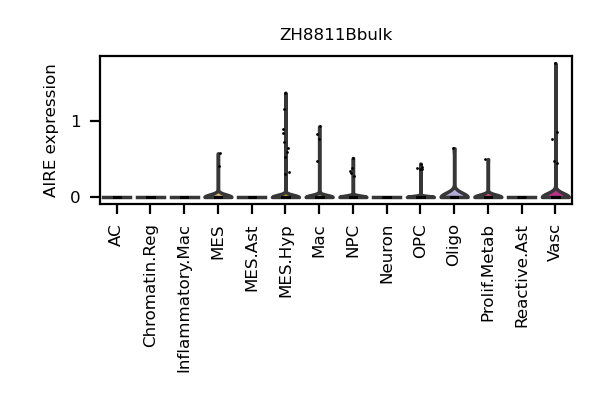 ZH8811Bbulk
AIRE expression
1
0
AC
Chromatin.Reg
Inflammatory.Mac
MES
MES.Ast
MES.Hyp
Mac
NPC
Neuron
OPC
Oligo
Prolif.Metab
Reactive.Ast
Vasc